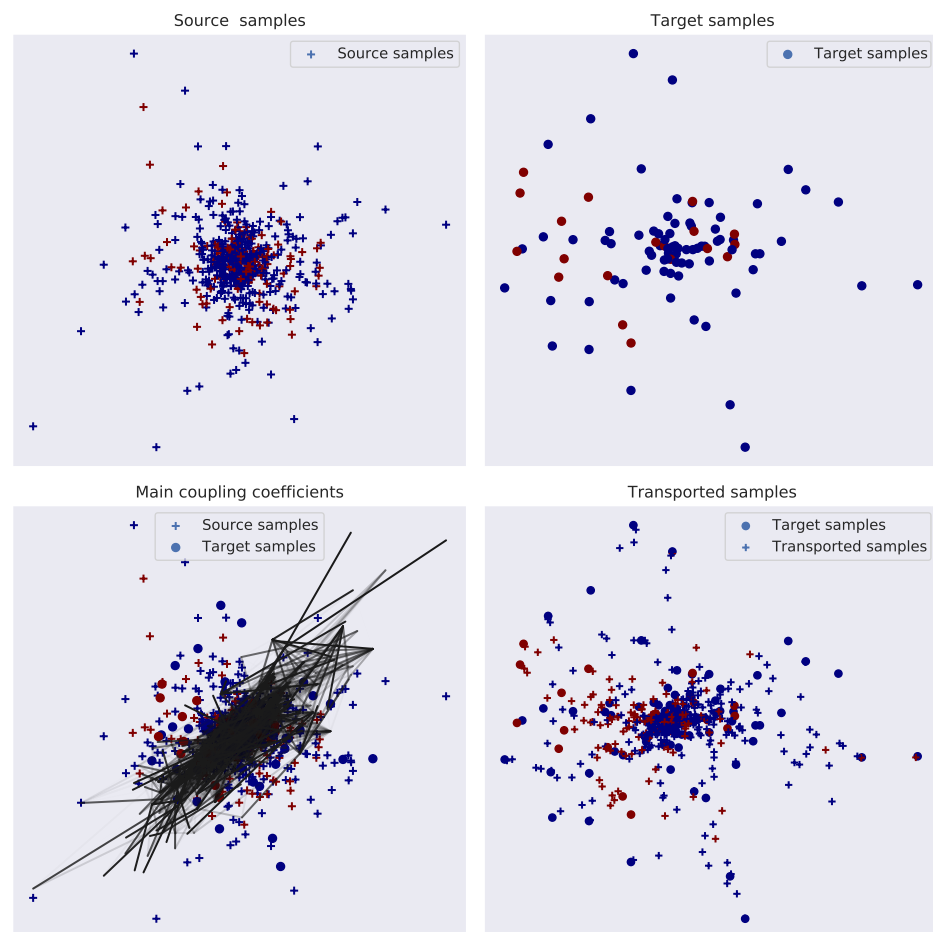 Source  samples
Source samples
Target samples
Target samples
Main coupling coefficients
Source samples
Target samples
Transported samples
Target samples
Transported samples